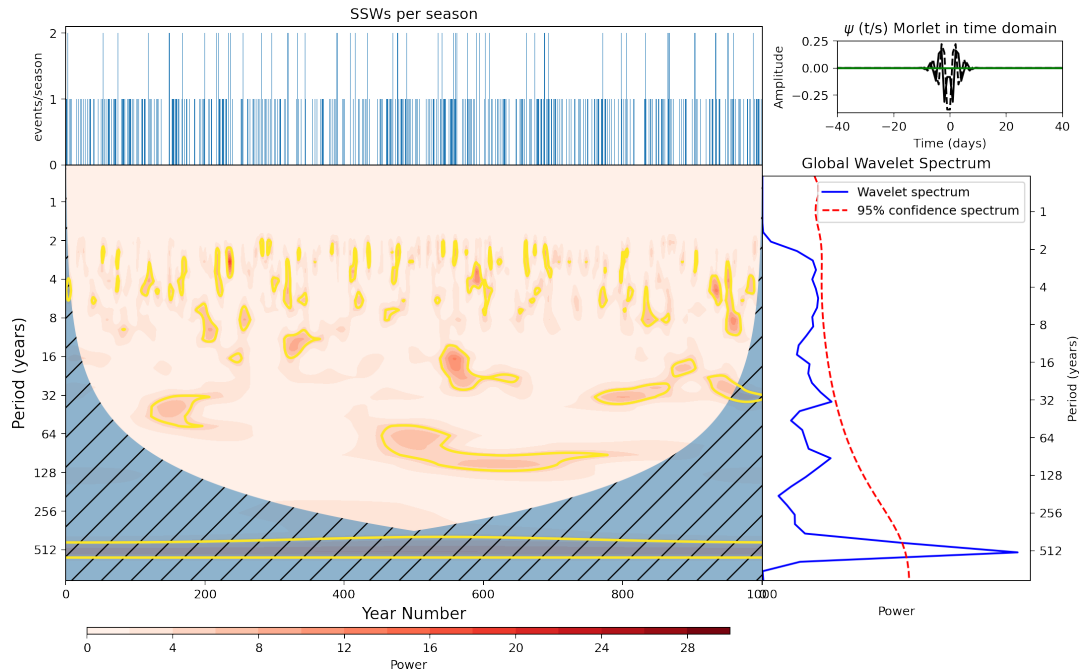 SSWs per season
events/season
2
1
0
ψ (t/s) Morlet in time domain
Amplitude
0.25
0.00
−0.25
−40 −20 0 20 40
Time (days)
Period (years)
1
2
4
8
16
32
64
128
256
512
0 200 400 600 800
Year Number
Global Wavelet Spectrum
Wavelet spectrum
95% confidence spectrum
1
2
4
8
16
32
64
128
256
512
Period (years)
Power
0 4 8 12 16 20 24 28
Power